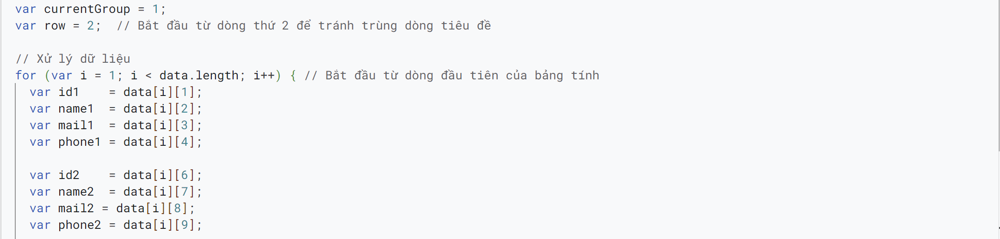 var currentGroup = 1;
var row = 2;  // Bắt đầu từ dòng thứ 2 để tránh trùng dòng tiêu đề
// Xử lý dữ liệu
for (var i = 1; i < data.length; i++) { // Bắt đầu từ dòng đầu tiên của bảng tính
  var id1    = data[i][1];
  var name1  = data[i][2];
  var mail1  = data[i][3];
  var phone1 = data[i][4];
  var id2    = data[i][6];
  var name2  = data[i][7];
  var mail2 = data[i][8];
  var phone2 = data[i][9];